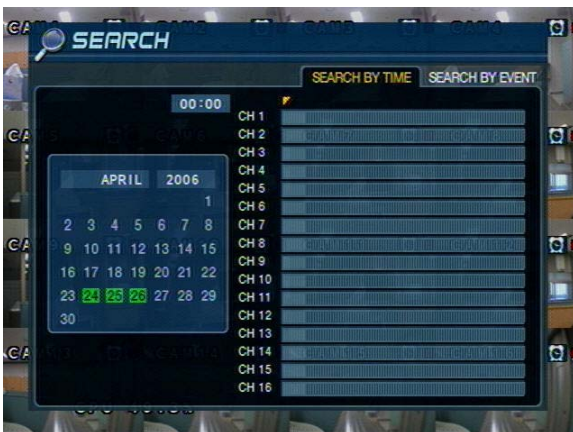 SEARCH
SEARCH BY TIME SEARCH BY EVENT
00:00
CH 1
CH 2
CH 3
CH 4
CH 5
CH 6
CH 7
CH 8
CH 9
CH 10
CH 11
CH 12
CH 13
CH 14
CH 15
CH 16
APRIL 2006
1
2 3 4 5 6 7 8
9 10 11 12 13 14 15
16 17 18 19 20 21 22
23 24 25 26 27 28 29
30